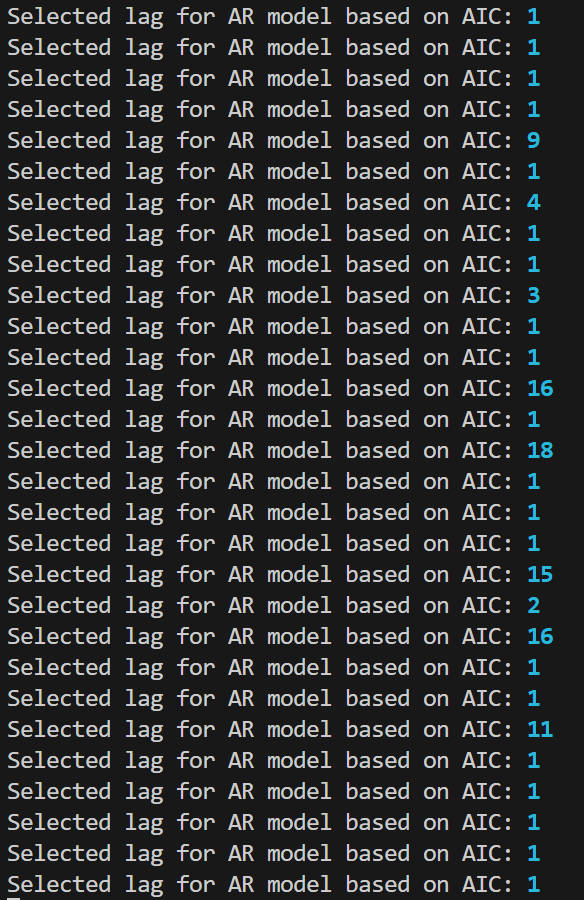 Selected lag for AR model based on AIC: 1
Selected lag for AR model based on AIC: 1
Selected lag for AR model based on AIC: 1
Selected lag for AR model based on AIC: 1
Selected lag for AR model based on AIC: 9
Selected lag for AR model based on AIC: 1
Selected lag for AR model based on AIC: 4
Selected lag for AR model based on AIC: 1
Selected lag for AR model based on AIC: 1
Selected lag for AR model based on AIC: 3
Selected lag for AR model based on AIC: 1
Selected lag for AR model based on AIC: 1
Selected lag for AR model based on AIC: 16
Selected lag for AR model based on AIC: 1
Selected lag for AR model based on AIC: 18
Selected lag for AR model based on AIC: 1
Selected lag for AR model based on AIC: 1
Selected lag for AR model based on AIC: 1
Selected lag for AR model based on AIC: 15
Selected lag for AR model based on AIC: 2
Selected lag for AR model based on AIC: 16
Selected lag for AR model based on AIC: 1
Selected lag for AR model based on AIC: 1
Selected lag for AR model based on AIC: 11
Selected lag for AR model based on AIC: 1
Selected lag for AR model based on AIC: 1
Selected lag for AR model based on AIC: 1
Selected lag for AR model based on AIC: 1
Selected lag for AR model based on AIC: 1